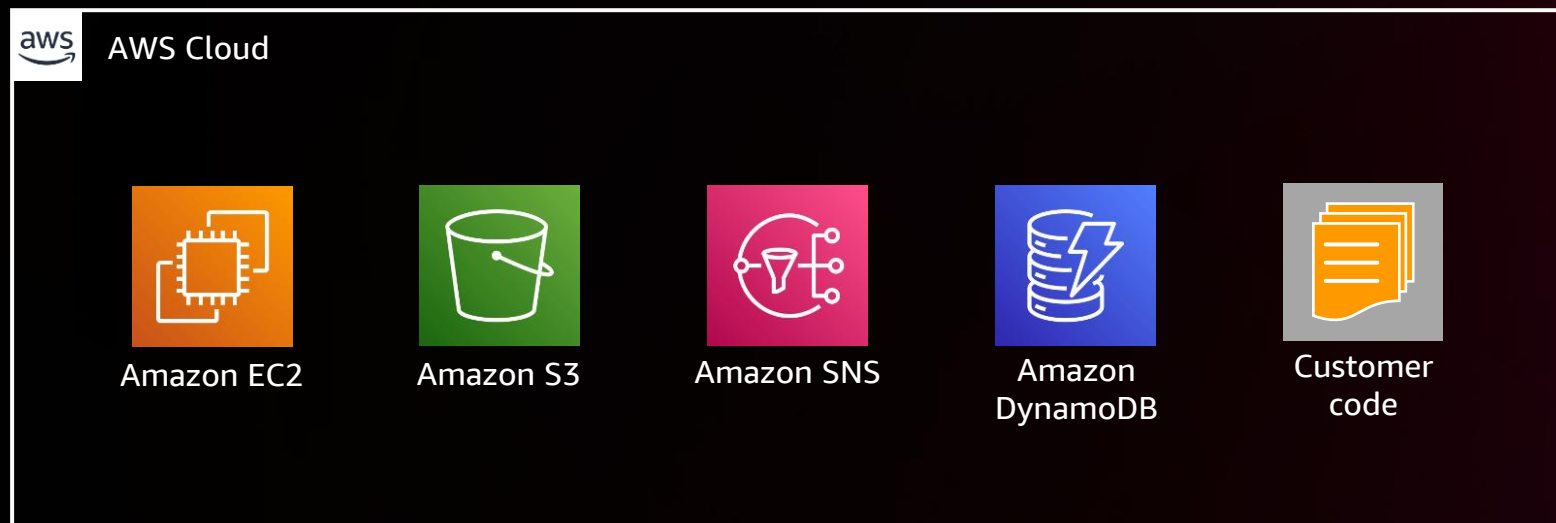 aws
AWS Cloud
Amazon EC2
Amazon S3
Amazon SNS
Amazon
DynamoDB
Customer
code